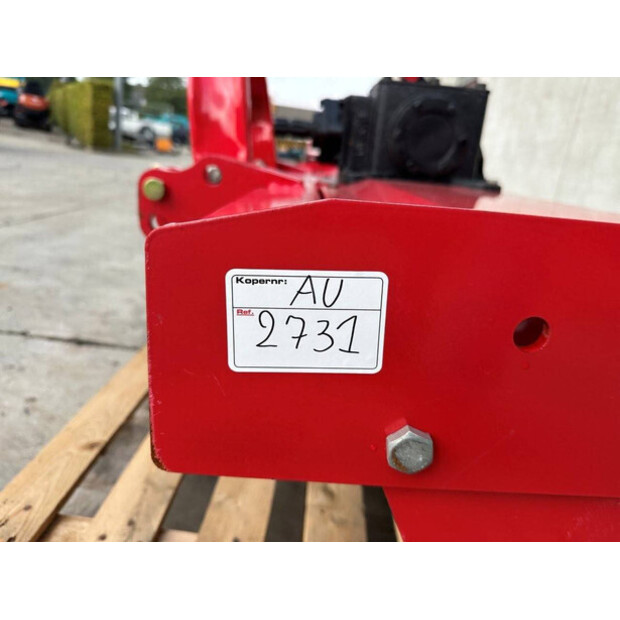 Kopernr: AU
Ref. 2731